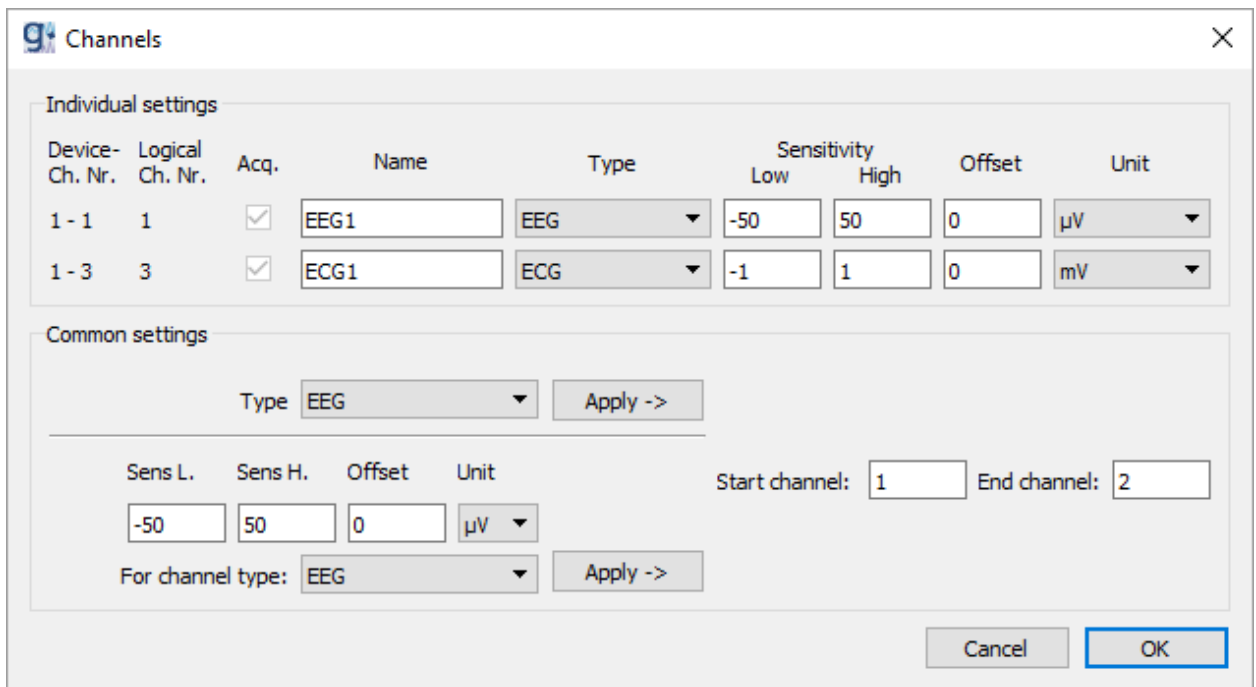 g Channels
Individual settings
Device- Logical Sensitivity
Ch. Nr. Ch. Nr. Acq. Name Type Low High Offset Unit
1 - 1 1 EEG1 EEG -50 50 0 µV
1 - 3 3 ECG1 ECG -1 1 0 mV
Common settings
Type EEG Apply ->
Sens L. Sens H. Offset Unit
Start channel: 1 End channel: 2
-50 50 0 µV
For channel type: EEG Apply ->
Cancel OK